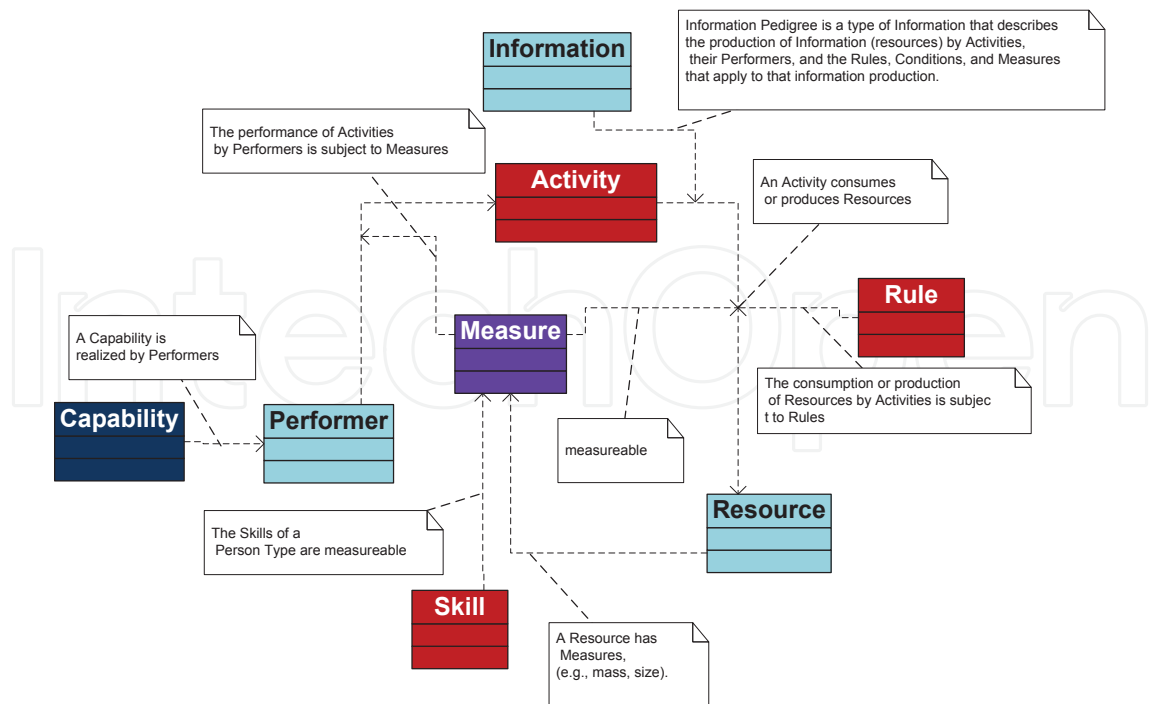 Information Pedigree is a type of Information that describes
the production of Information (resources) by Activities,
their Performers, and the Rules, Conditions, and Measures
that apply to that information production.
Information
The performance of Activities
by Performers is subject to Measures
Activity
An Activity consumes
or produces Resources
Rule
Measure
A Capability is
realized by Performers
The consumption or production
of Resources by Activities is subjec
t to Rules
Capability
Performer
measureable
Resource
The Skills of a
Person Type are measureable
Skill
A Resource has
Measures,
(e.g., mass, size).
IntechOpen